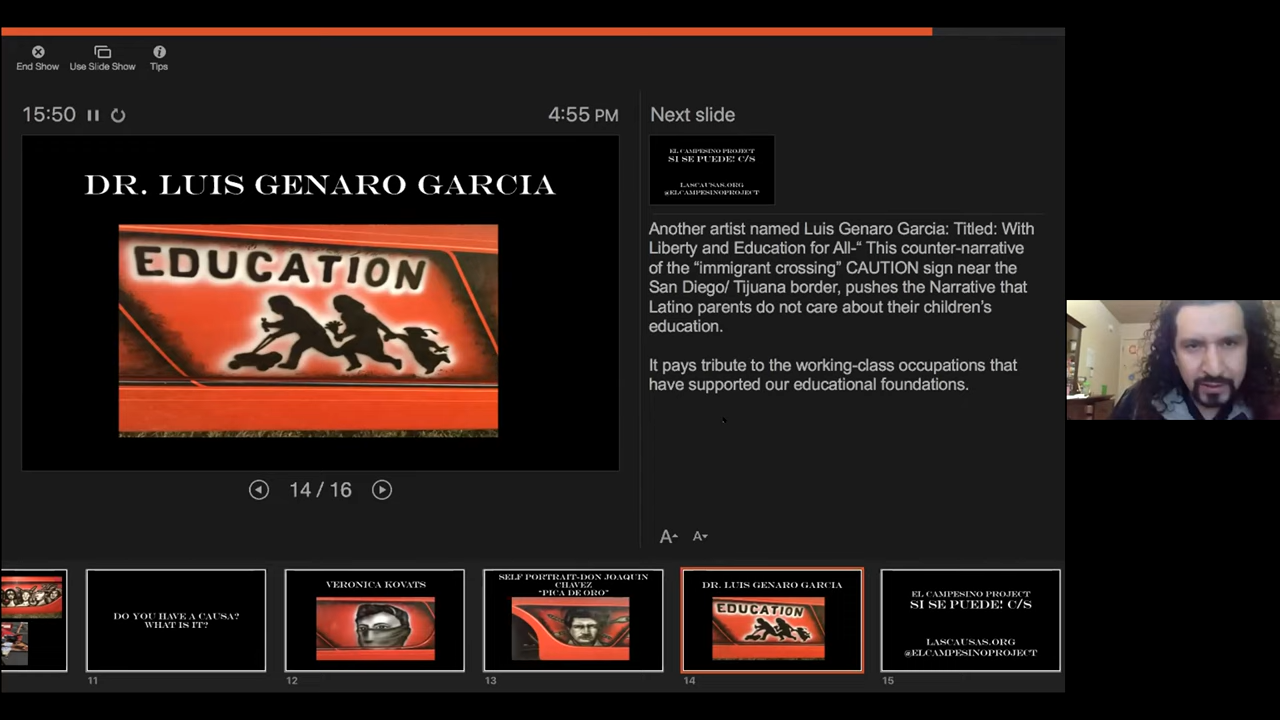 End Show
Use Slide Show
Tips
15:50
4:55 PM
DR. LUIS GENARO GARCIA
EDUCATION
14 / 16
Next slide
EL CAMPESINO PROJECT
SI SE PUEDE! C/S
LASCAUSAS.ORG
@ELCAMPESINOPROJECT
Another artist named Luis Genaro Garcia: Titled: With
Liberty and Education for All-“ This counter-narrative
of the “immigrant crossing” CAUTION sign near the
San Diego/ Tijuana border, pushes the Narrative that
Latino parents do not care about their children’s
education.
It pays tribute to the working-class occupations that
have supported our educational foundations.
A
A
DO YOU HAVE A CAUSA?
WHAT IS IT?
11
VERONICA KOVATS
12
SELF PORTRAIT-DON JOAQUIN
CHAVEZ
“PICA DE ORO”
13
DR. LUIS GENARO GARCIA
EDUCATION
14
EL CAMPESINO PROJECT
SI SE PUEDE! C/S
LASCAUSAS.ORG
@ELCAMPESINOPROJECT
15